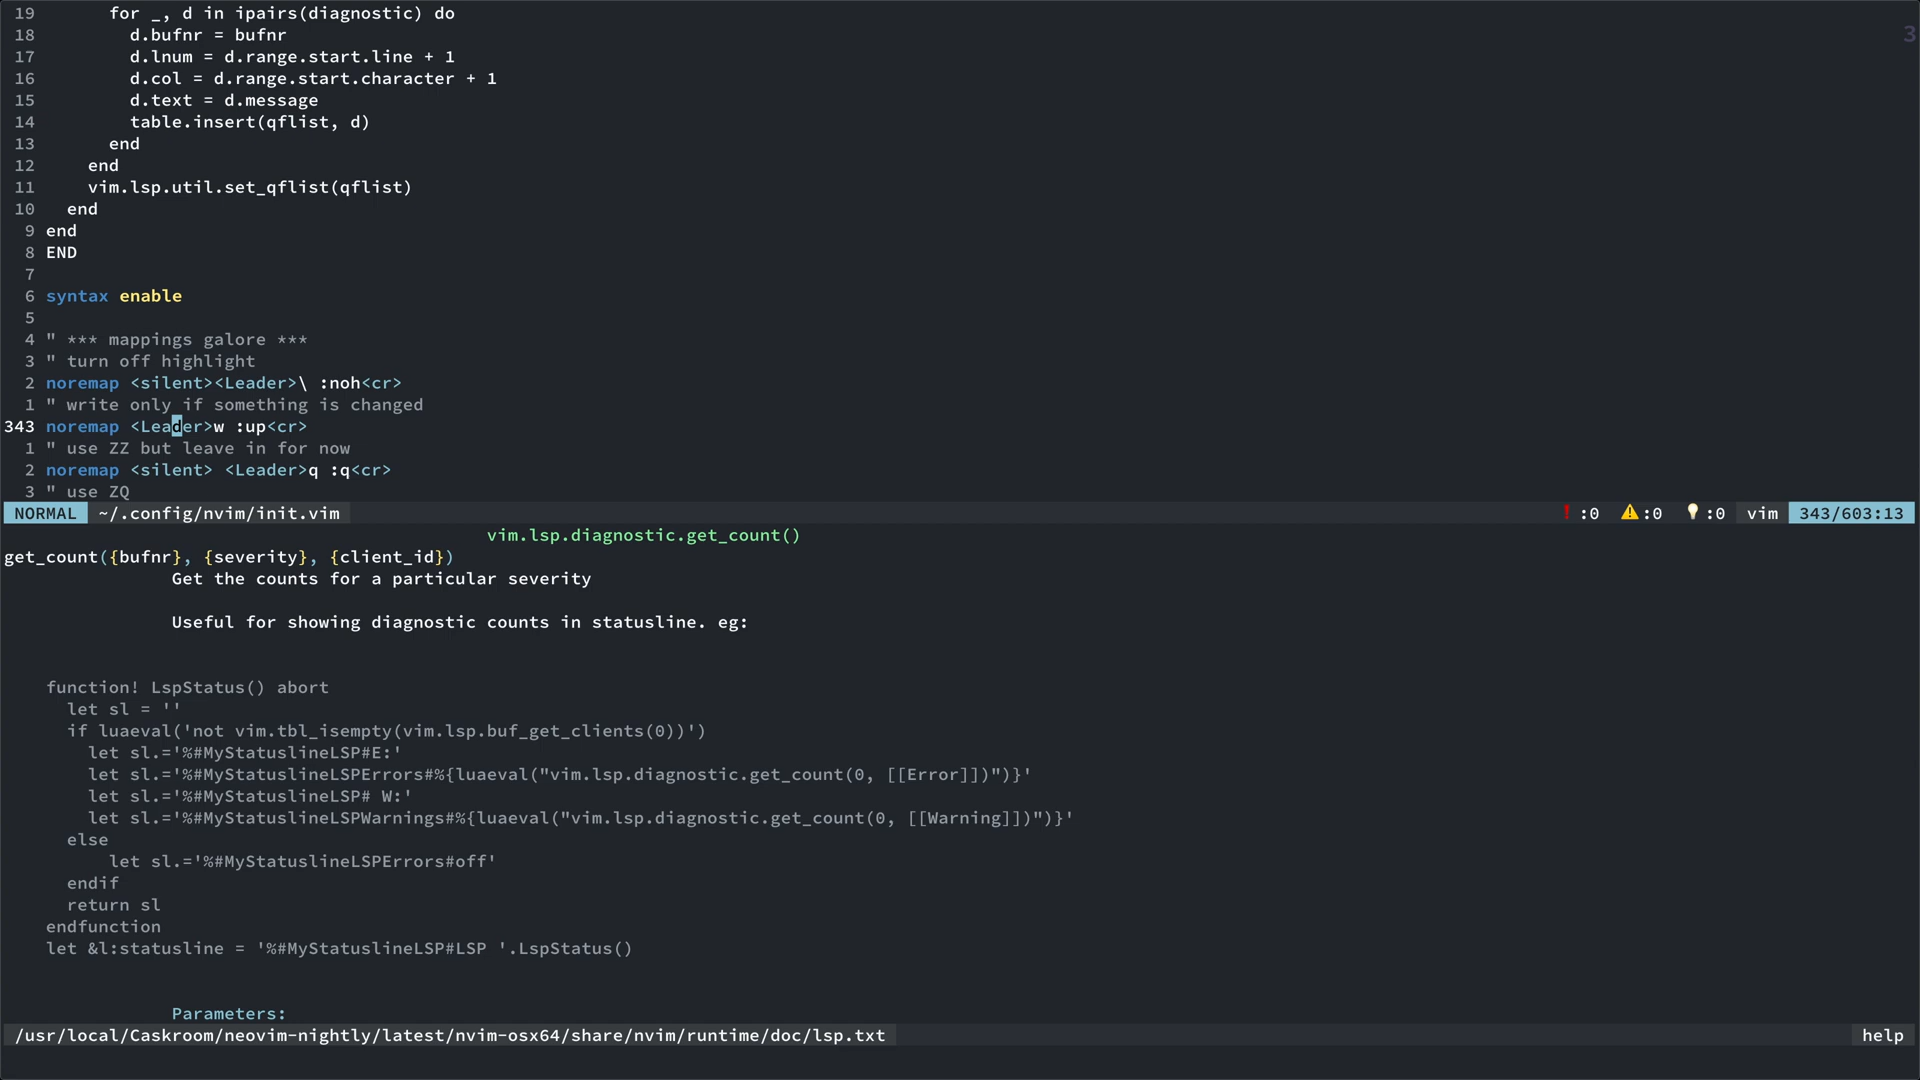 19       for _, d in ipairs(diagnostic) do
18         d.bufnr = bufnr
17         d.lnum = d.range.start.line + 1
16         d.col = d.range.start.character + 1
15         d.text = d.message
14         table.insert(qflist, d)
13       end
12     end
11     vim.lsp.util.set_qflist(qflist)
10   end
9 end
8 END
7
6 syntax enable
5
4 " *** mappings galore ***
3 " turn off highlight
2 noremap <silent><Leader>\ :noh<cr>
1 " write only if something is changed
343 noremap <Leader>w :up<cr>
1 " use ZZ but leave in for now
2 noremap <silent> <Leader>q :q<cr>
3 " use ZQ
3
NORMAL ~/.config/nvim/init.vim ❗:0 ⚠:0 💡:0 vim 343/603:13
vim.lsp.diagnostic.get_count()
get_count({bufnr}, {severity}, {client_id})
Get the counts for a particular severity
Useful for showing diagnostic counts in statusline. eg:
function! LspStatus() abort
  let sl = ''
  if luaeval('not vim.tbl_isempty(vim.lsp.buf_get_clients(0))')
    let sl.='%#MyStatuslineLSP#E:'
    let sl.='%#MyStatuslineLSPErrors#%{luaeval("vim.lsp.diagnostic.get_count(0, [[Error]])")}'
    let sl.='%#MyStatuslineLSP# W:'
    let sl.='%#MyStatuslineLSPWarnings#%{luaeval("vim.lsp.diagnostic.get_count(0, [[Warning]])")}'
  else
      let sl.='%#MyStatuslineLSPErrors#off'
  endif
  return sl
endfunction
let &l:statusline = '%#MyStatuslineLSP#LSP '.LspStatus()
Parameters:
/usr/local/Caskroom/neovim-nightly/latest/nvim-osx64/share/nvim/runtime/doc/lsp.txt help